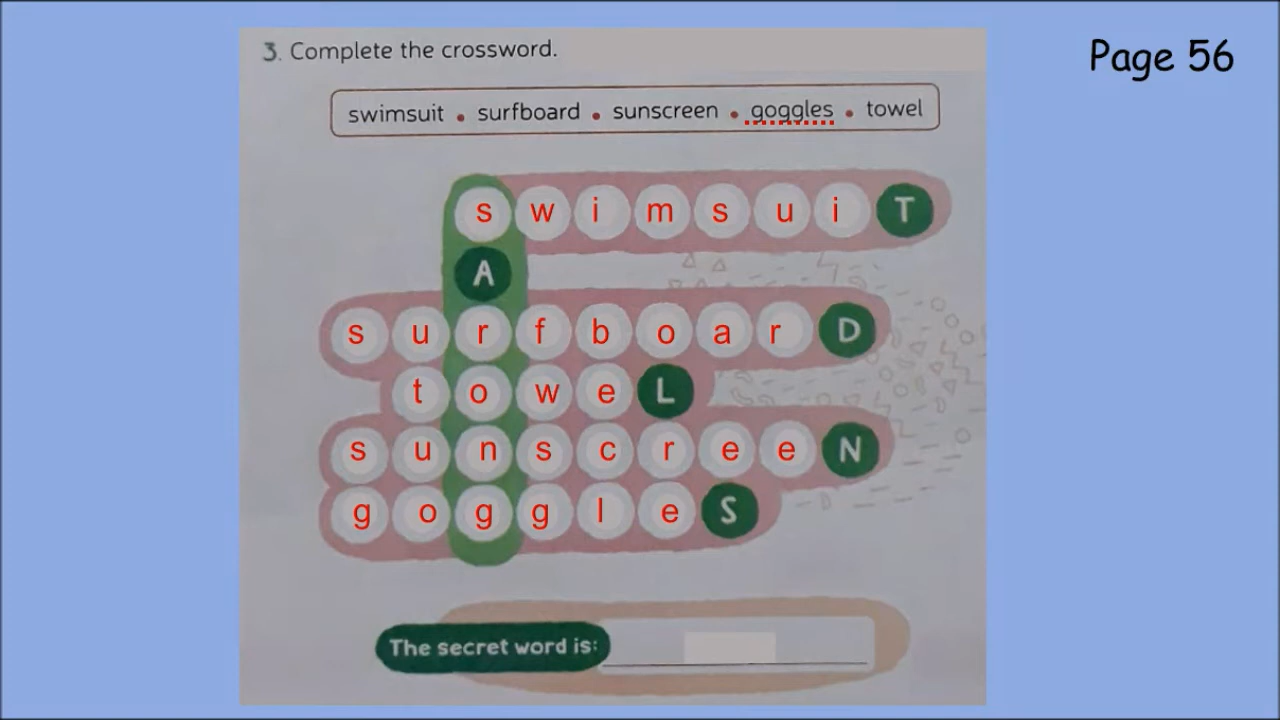 Page 56
3. Complete the crossword.
swimsuit • surfboard • sunscreen • goggles • towel
s w i m s u i T
A
s u r f b o a r D
t o w e L
s u n s c r e e N
g o g g l e S
The secret word is: